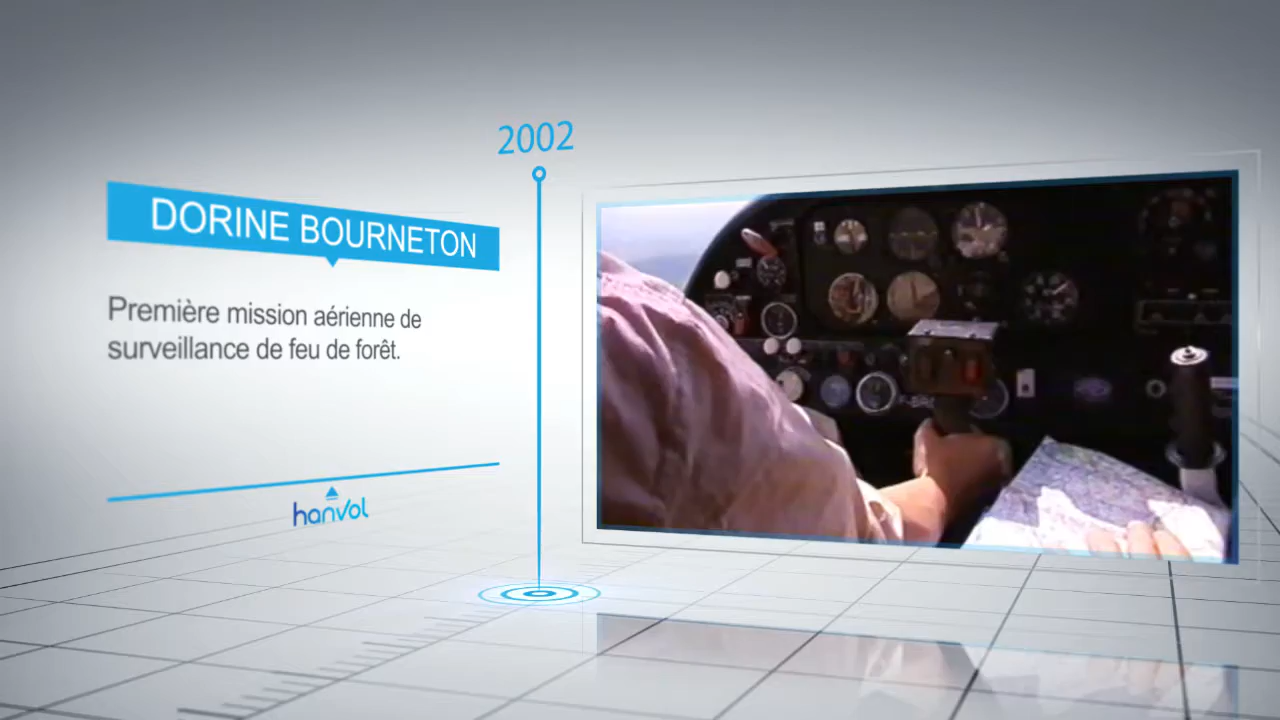 2002
DORINE BOURNETON
Première mission aérienne de
surveillance de feu de forêt.
hanvol